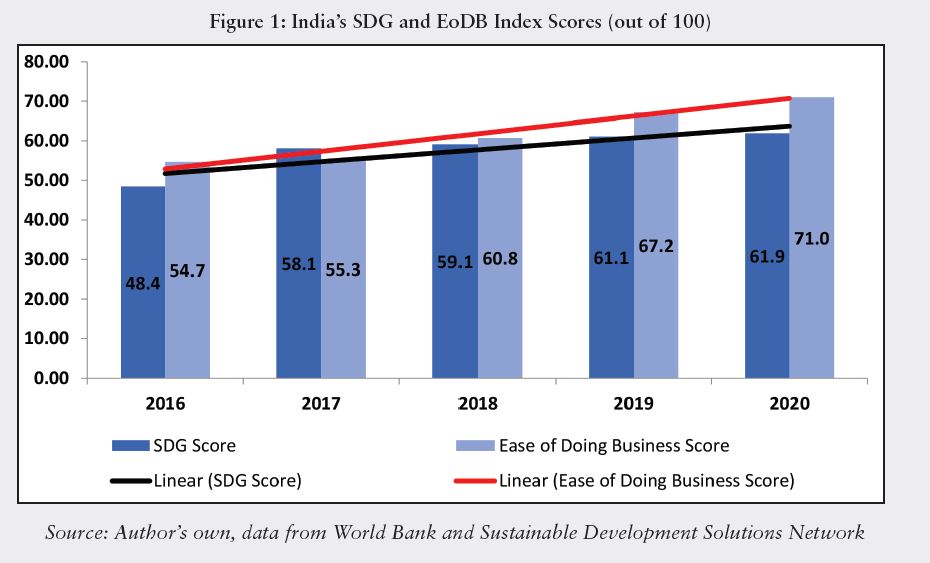 Figure 1: India's SDG and EoDB Index Scores (out of 100)
80.00
70.00
60.00
50.00
40.00
30.00
20.00
10.00
0.00
48.4 54.7 58.1 55.3 59.1 60.8 61.1 67.2 61.9 71.0
2016 2017 2018 2019 2020
SDG Score Ease of Doing Business Score
Linear (SDG Score) Linear (Ease of Doing Business Score)
Source: Author's own, data from World Bank and Sustainable Development Solutions Network